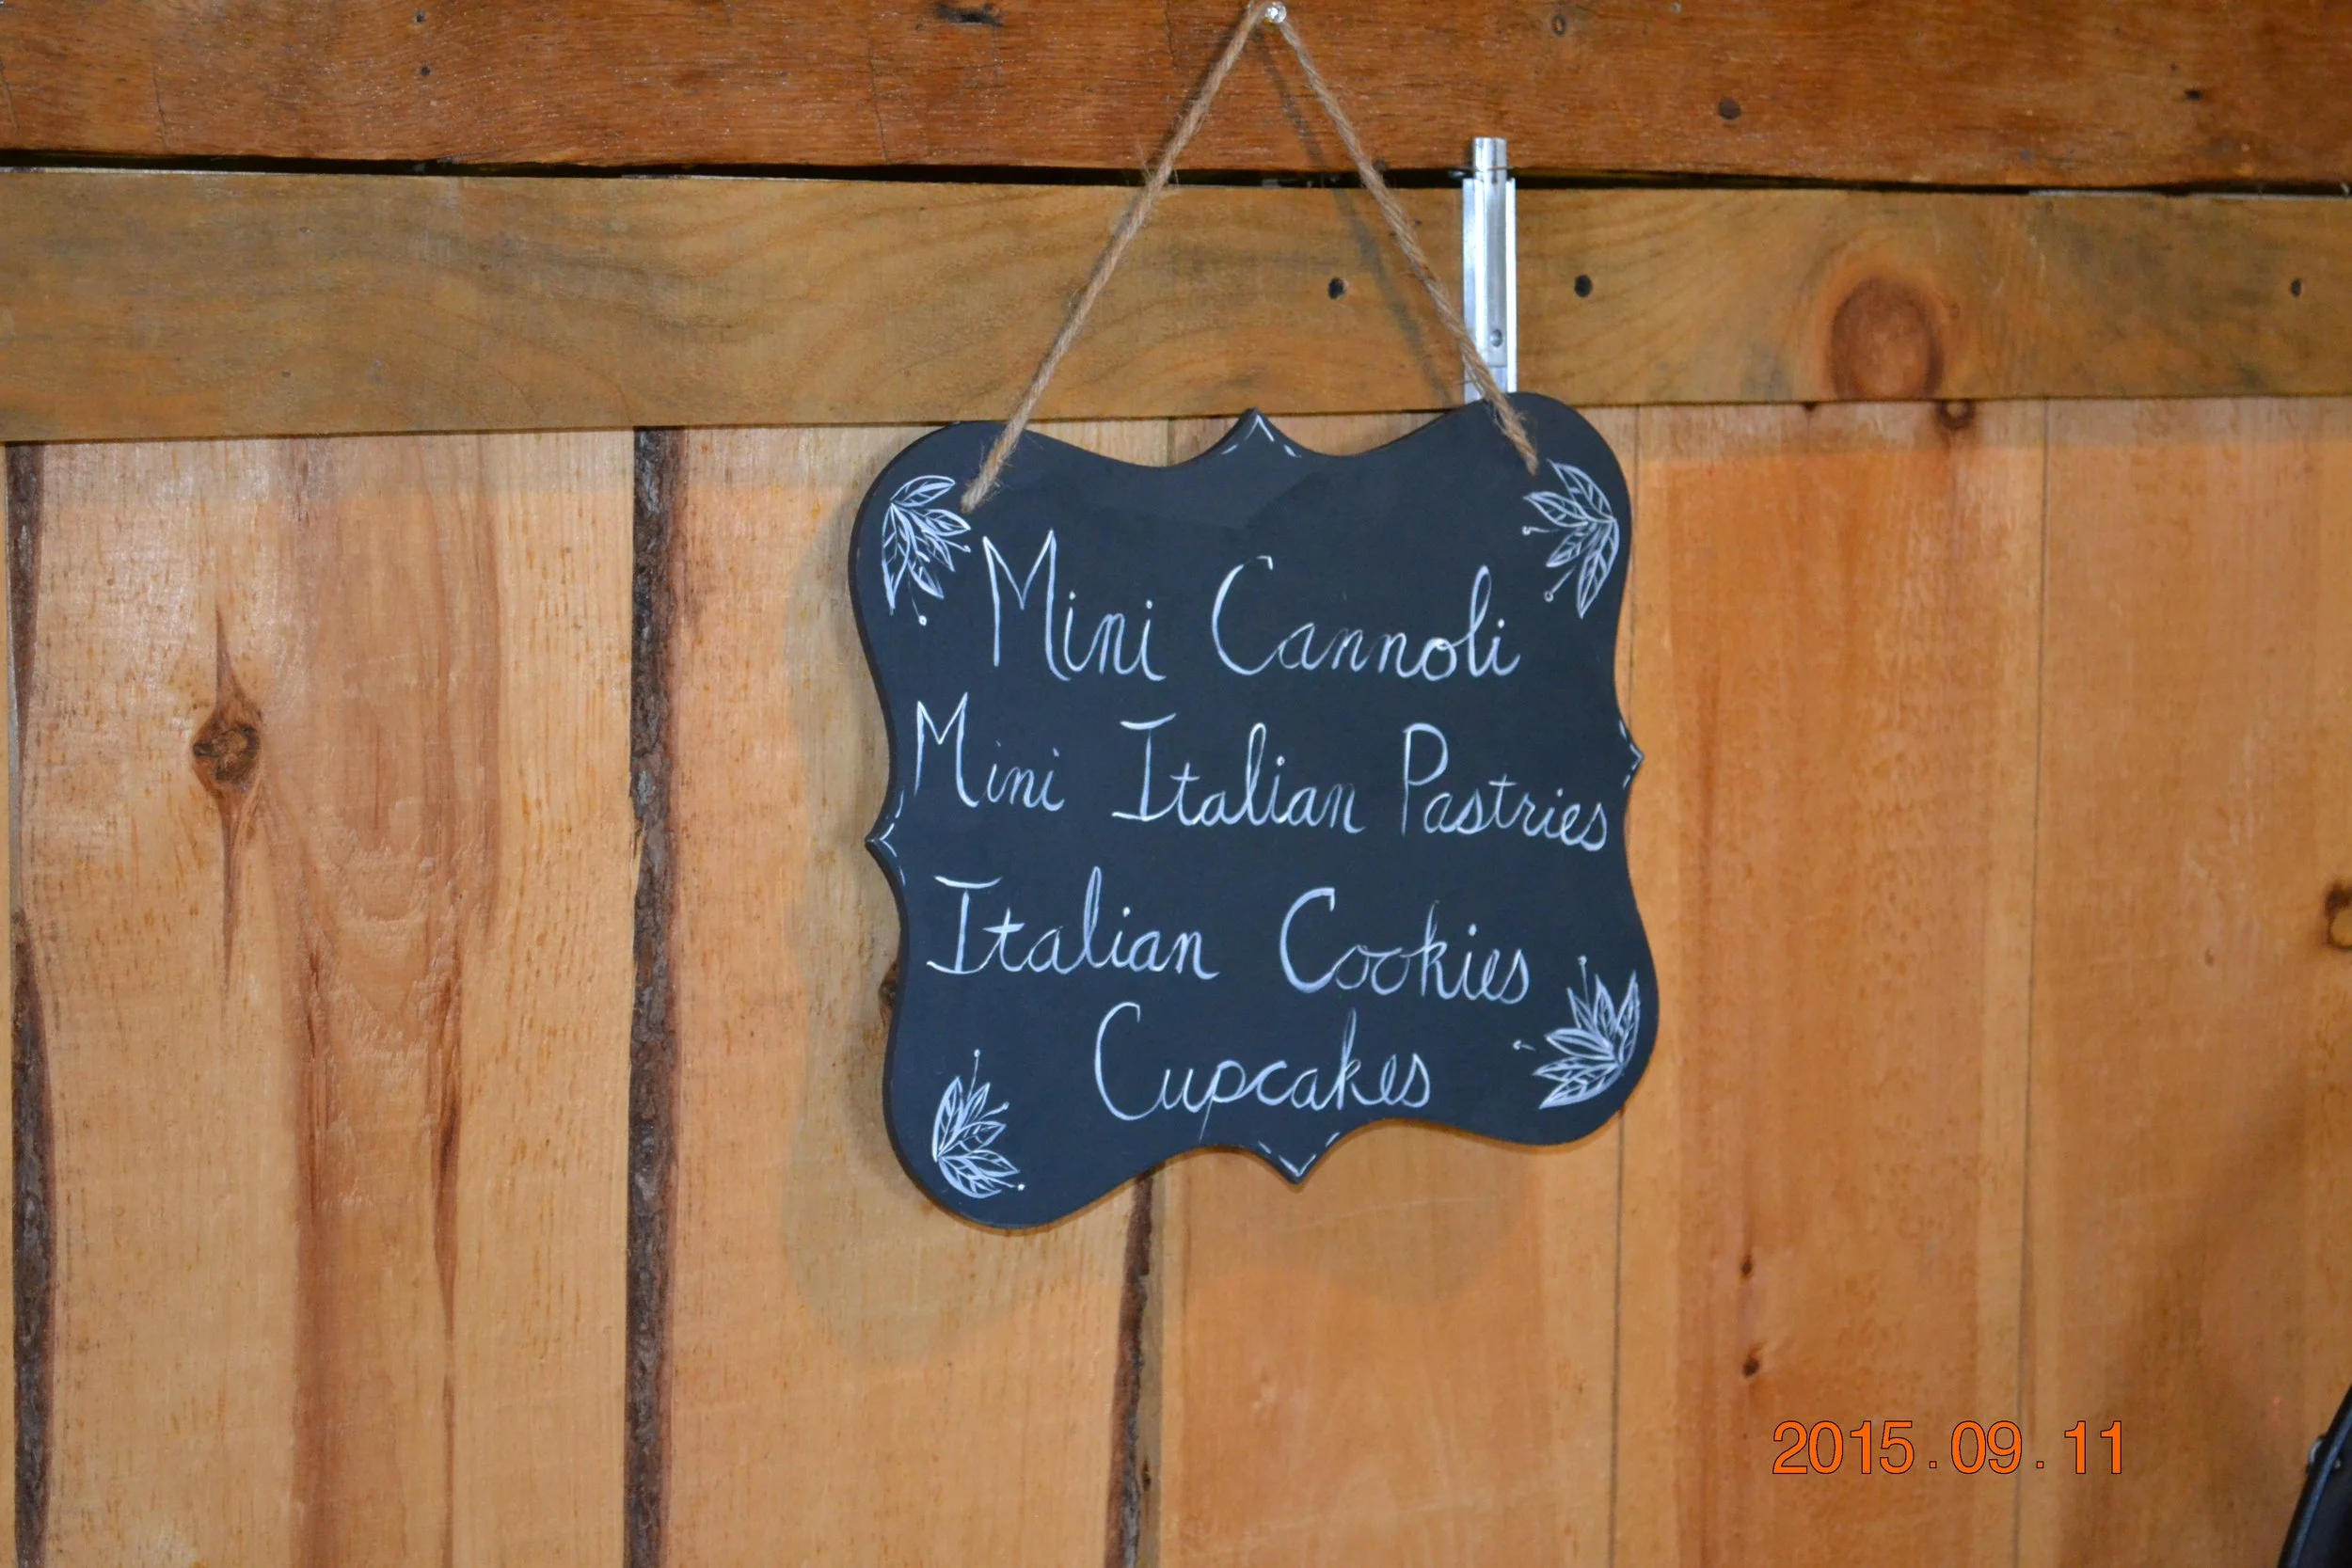 Mini Cannoli
Mini Italian Pastries
Italian Cookies
Cupcakes
2015.09.11